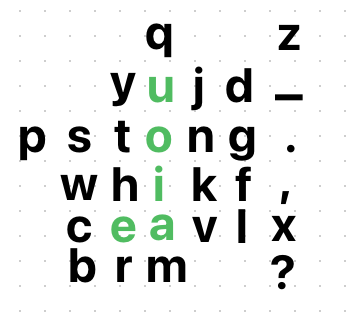 q z
y u j d _
p s t o n g .
w h i k f ,
c e a v l x
b r m ?